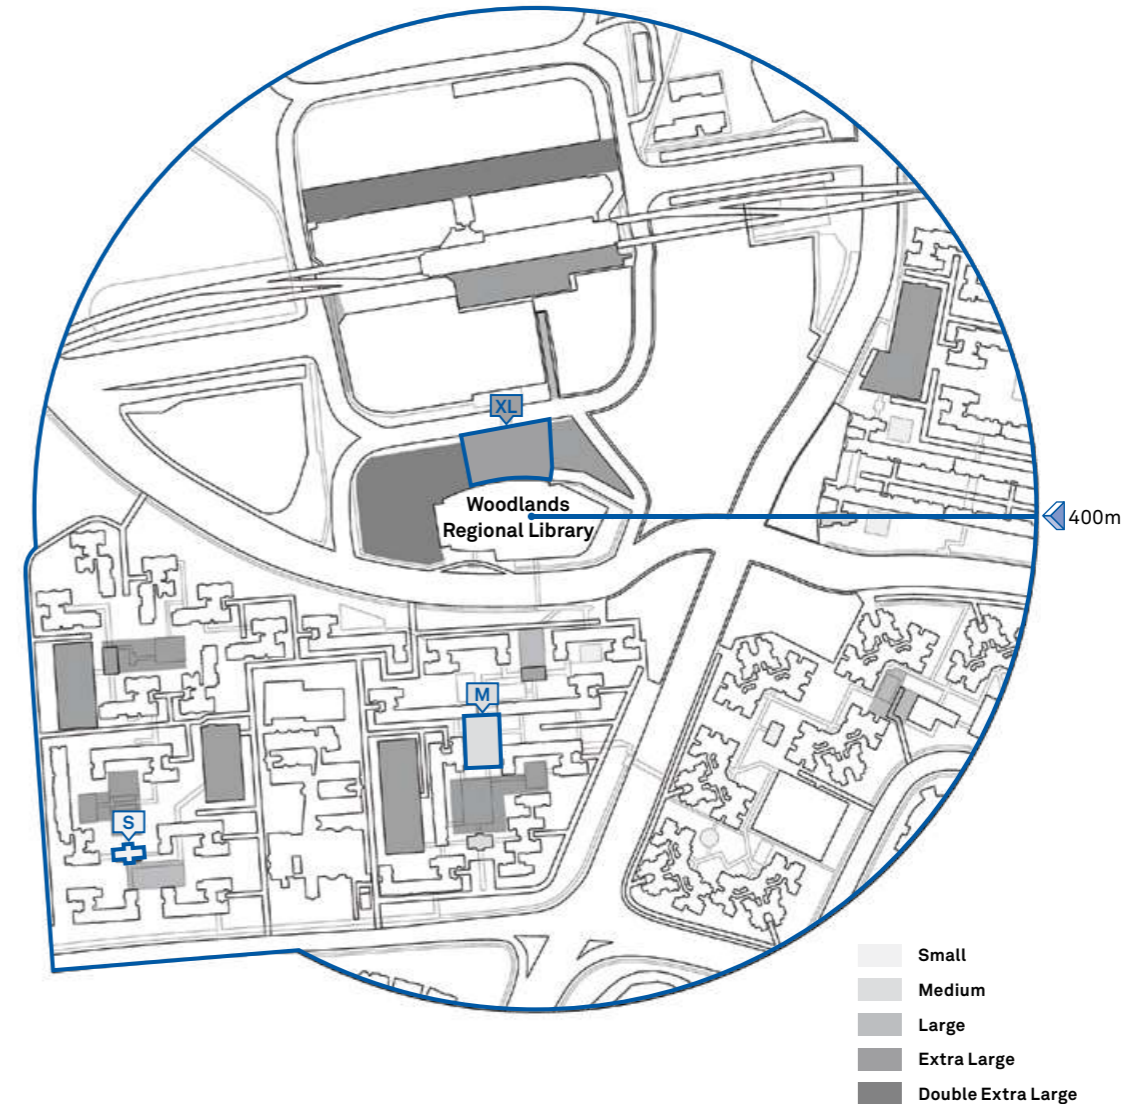 XL
Woodlands
Regional Library
400m
M
S
Small
Medium
Large
Extra Large
Double Extra Large